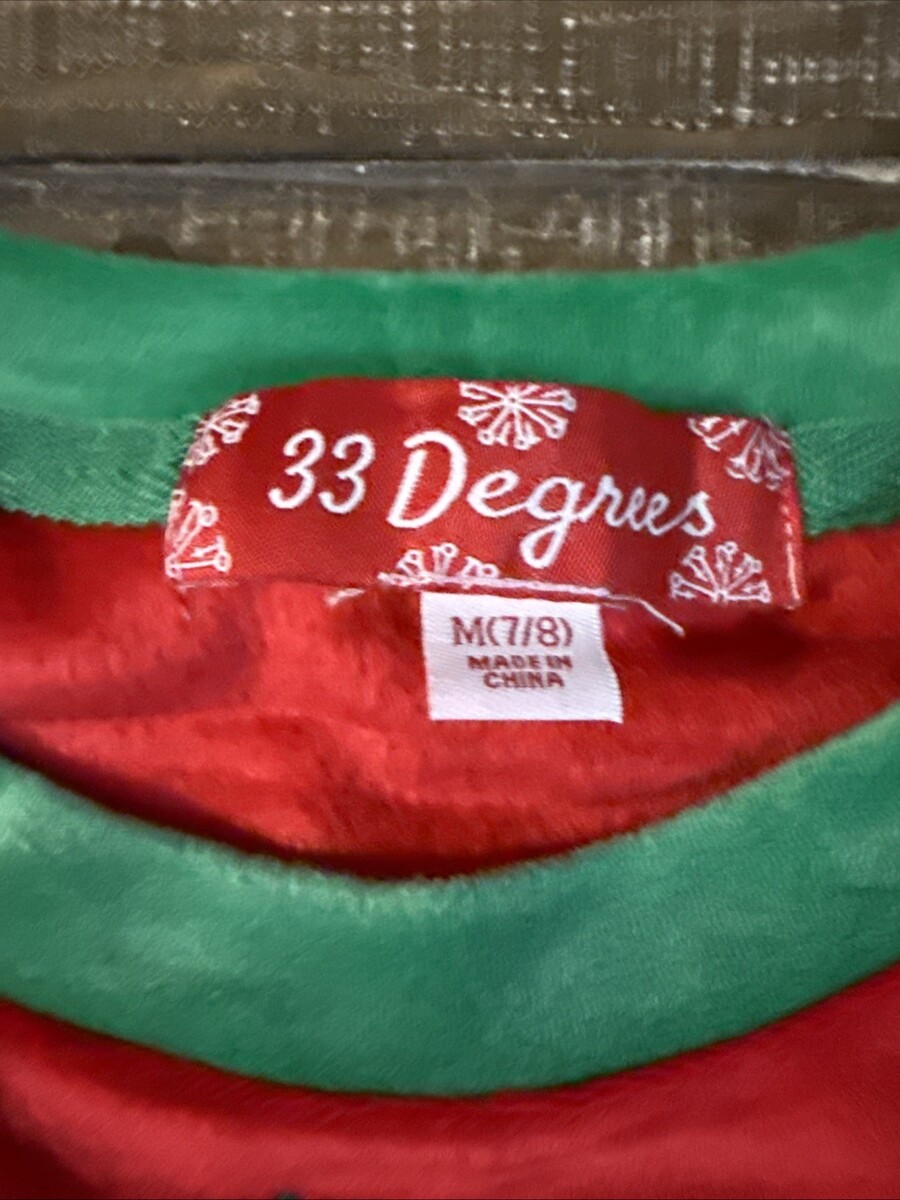 33 Degrees
M(7/8)
MADE IN
CHINA